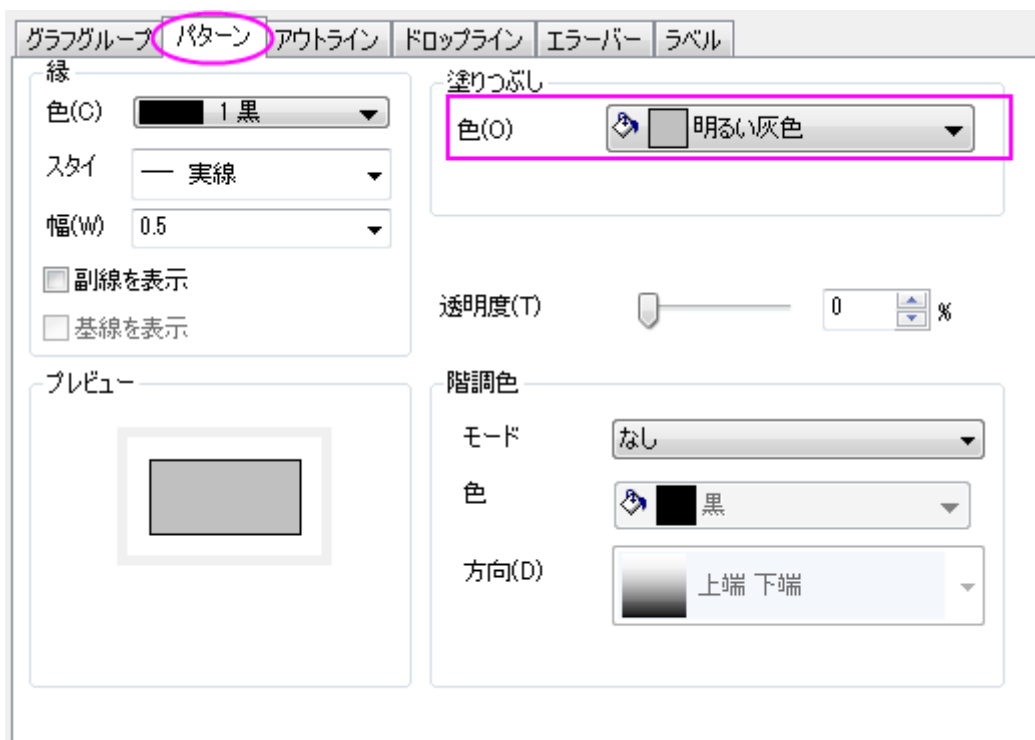 グラフグループ パターン アウトライン ドロップライン エラーバー ラベル
縁
色(C) 1 黒
スタイ 実線
幅(W) 0.5
副線を表示
基線を表示
塗りつぶし
色(O) 明るい灰色
透明度(T) 0 %
プレビュー
階調色
モード なし
色 黒
方向(D) 上端 下端